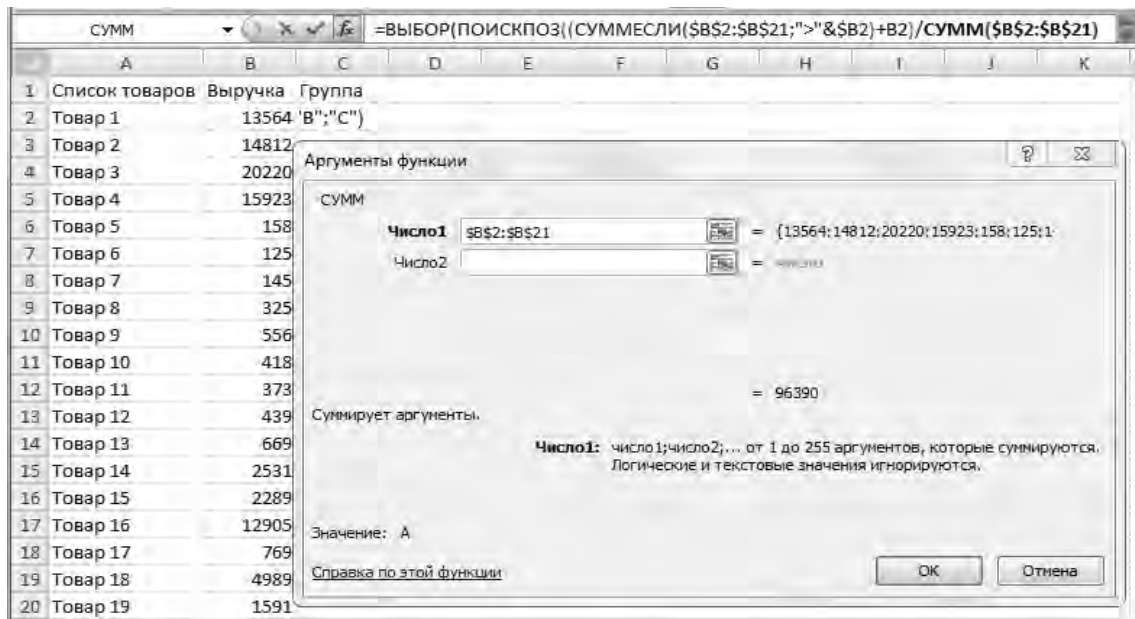 СУММ fx =ВЫБОР(ПОИСКПОЗ((СУММЕСЛИ($B$2:$B$21;">"&$B2)+B2)/СУММ($B$2:$B$21)
A B C D E F G H I J K
1 Список товаров Выручка Группа
2 Товар 1 13564 'B";"C")
3 Товар 2 14812
4 Товар 3 20220
5 Товар 4 15923
6 Товар 5 158
7 Товар 6 125
8 Товар 7 145
9 Товар 8 325
10 Товар 9 556
11 Товар 10 418
12 Товар 11 373
13 Товар 12 439
14 Товар 13 669
15 Товар 14 2531
16 Товар 15 2289
17 Товар 16 12905
18 Товар 17 769
19 Товар 18 4989
20 Товар 19 1591
Аргументы функции
СУММ
Число1 $B$2:$B$21 = {13564:14812:20220:15923:158:125:1
Число2 = число
= 96390
Суммирует аргументы.
Число1: число1;число2;... от 1 до 255 аргументов, которые суммируются.
Логические и текстовые значения игнорируются.
Значение: A
Справка по этой функции
ОК Отмена